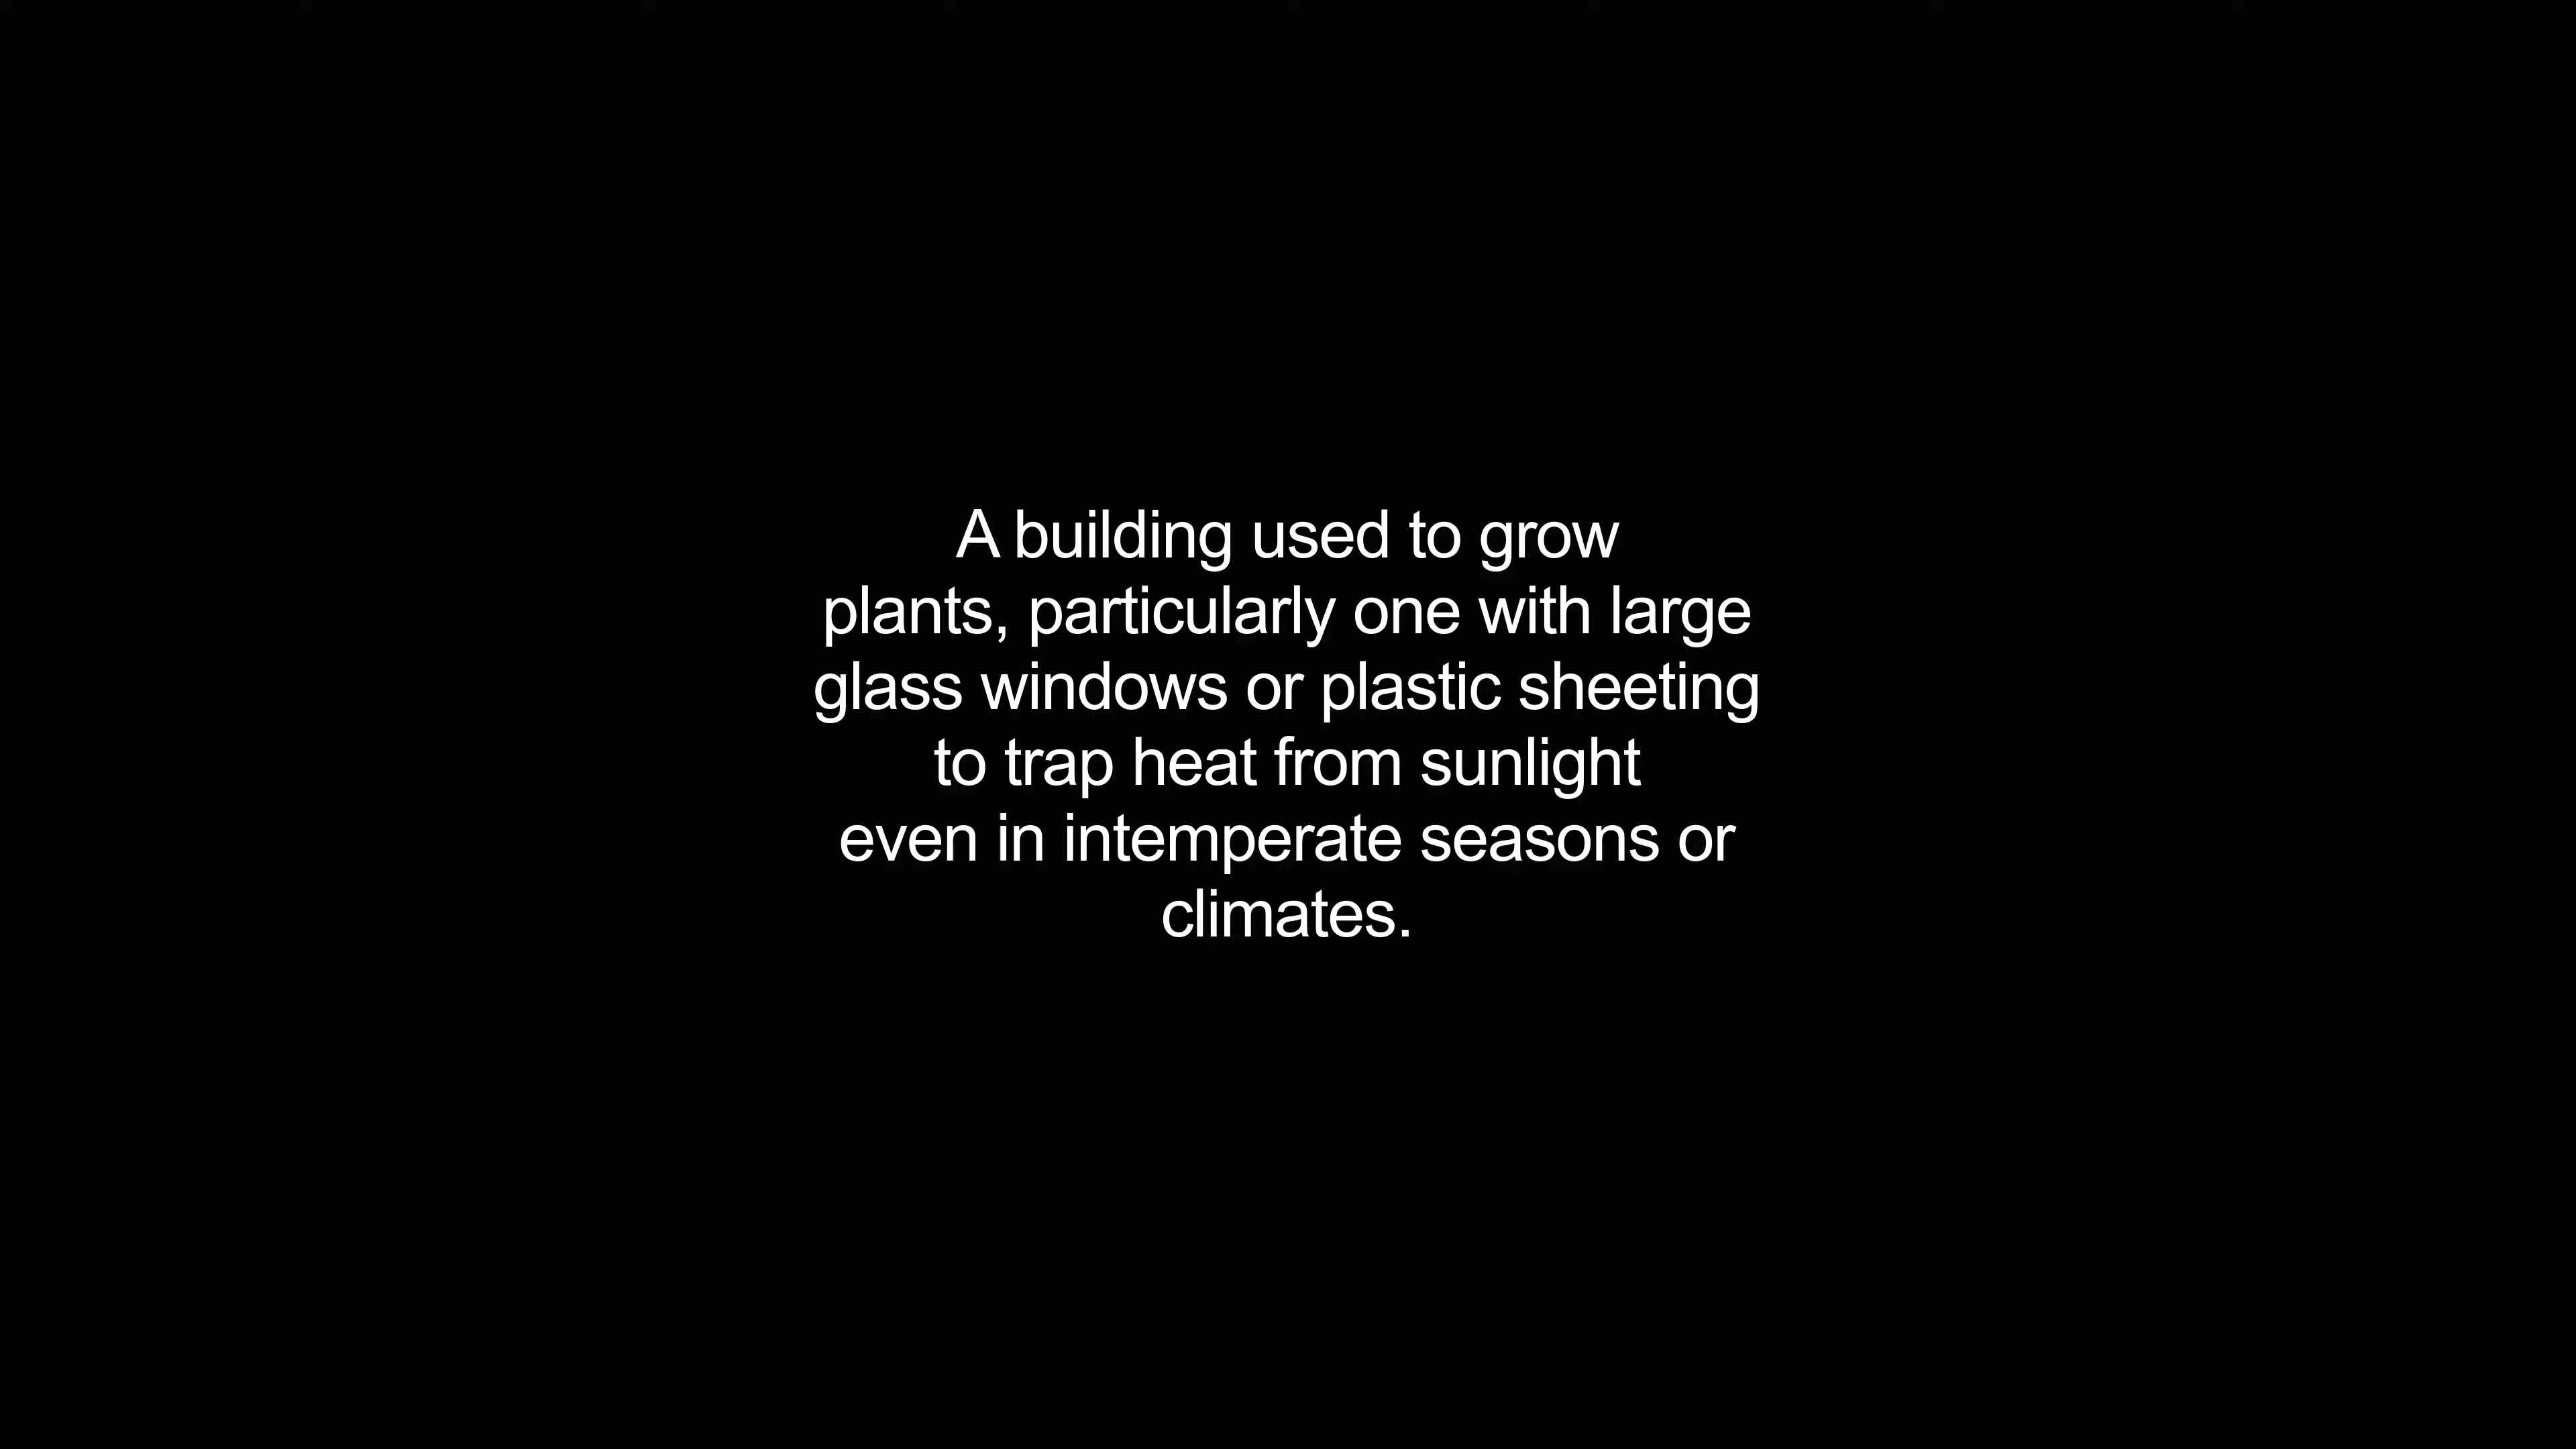 A building used to grow
plants, particularly one with large
glass windows or plastic sheeting
to trap heat from sunlight
even in intemperate seasons or
climates.